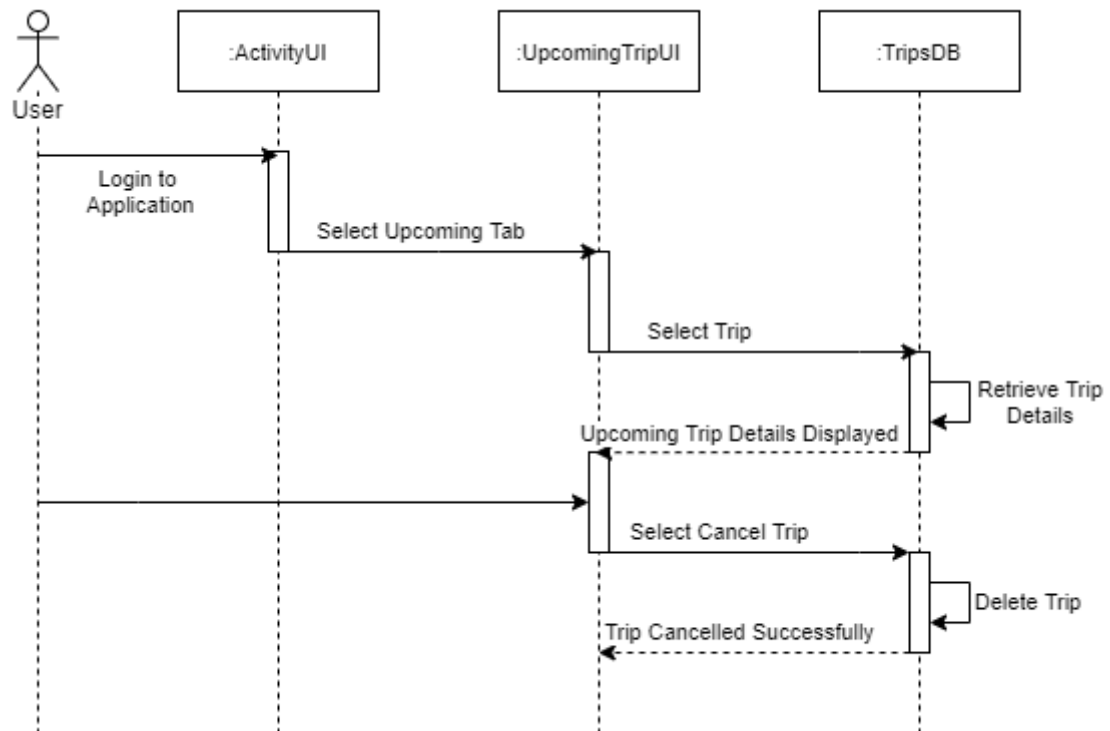 :ActivityUI
:UpcomingTripUI
:TripsDB
User
Login to
Application
Select Upcoming Tab
Select Trip
Retrieve Trip
Details
Upcoming Trip Details Displayed
Select Cancel Trip
Delete Trip
Trip Cancelled Successfully